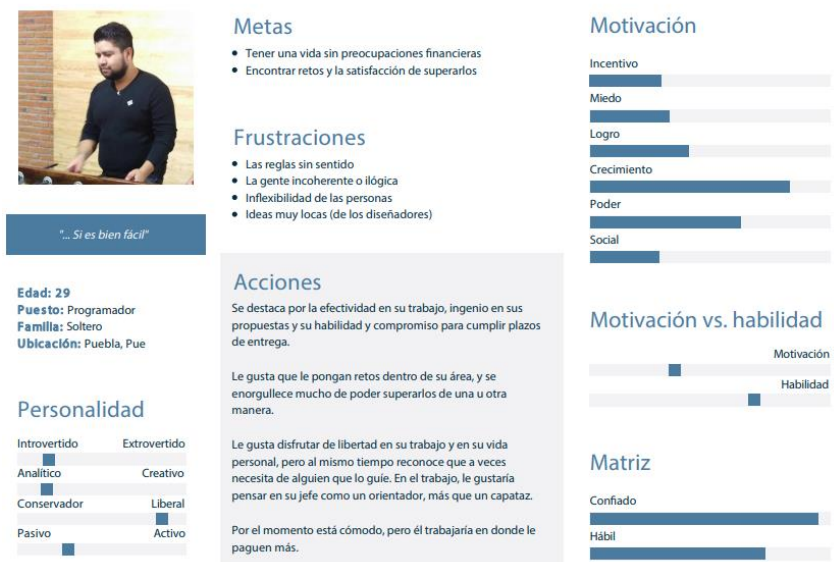 "... Si es bien fácil"
Edad: 29
Puesto: Programador
Familia: Soltero
Ubicación: Puebla, Pue
Personalidad
Introvertido Extrovertido
Analítico Creativo
Conservador Liberal
Pasivo Activo
Metas
• Tener una vida sin preocupaciones financieras
• Encontrar retos y la satisfacción de superarlos
Frustraciones
• Las reglas sin sentido
• La gente incoherente o ilógica
• Inflexibilidad de las personas
• Ideas muy locas (de los diseñadores)
Acciones
Se destaca por la efectividad en su trabajo, ingenio en sus
propuestas y su habilidad y compromiso para cumplir plazos
de entrega.
Le gusta que le pongan retos dentro de su área, y se
enorgullece mucho de poder superarlos de una u otra
manera.
Le gusta disfrutar de libertad en su trabajo y en su vida
personal, pero al mismo tiempo reconoce que a veces
necesita de alguien que lo guíe. En el trabajo, le gustaría
pensar en su jefe como un orientador, más que un capataz.
Por el momento está cómodo, pero él trabajaría en donde le
paguen más.
Motivación
Incentivo
Miedo
Logro
Crecimiento
Poder
Social
Motivación vs. habilidad
Motivación
Habilidad
Matriz
Confiado
Hábil